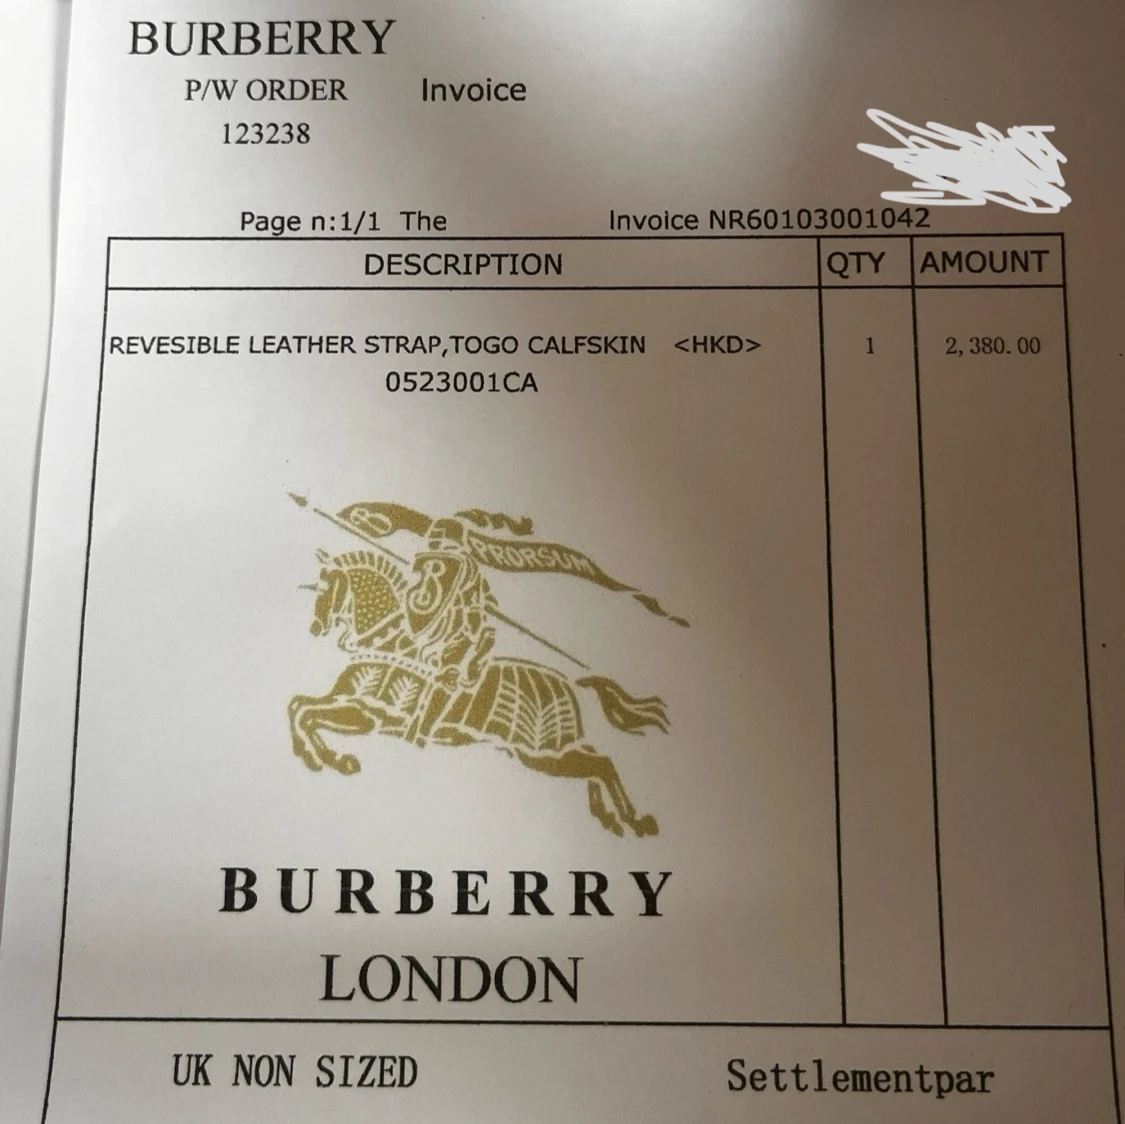 BURBERRY
P/W ORDER Invoice
123238
Page n:1/1 The Invoice NR60103001042
DESCRIPTION QTY AMOUNT
REVESIBLE LEATHER STRAP,TOGO CALFSKIN <HKD> 1 2,380.00
0523001CA
B PRORSUM
B
BURBERRY
LONDON
UK NON SIZED Settlementpar